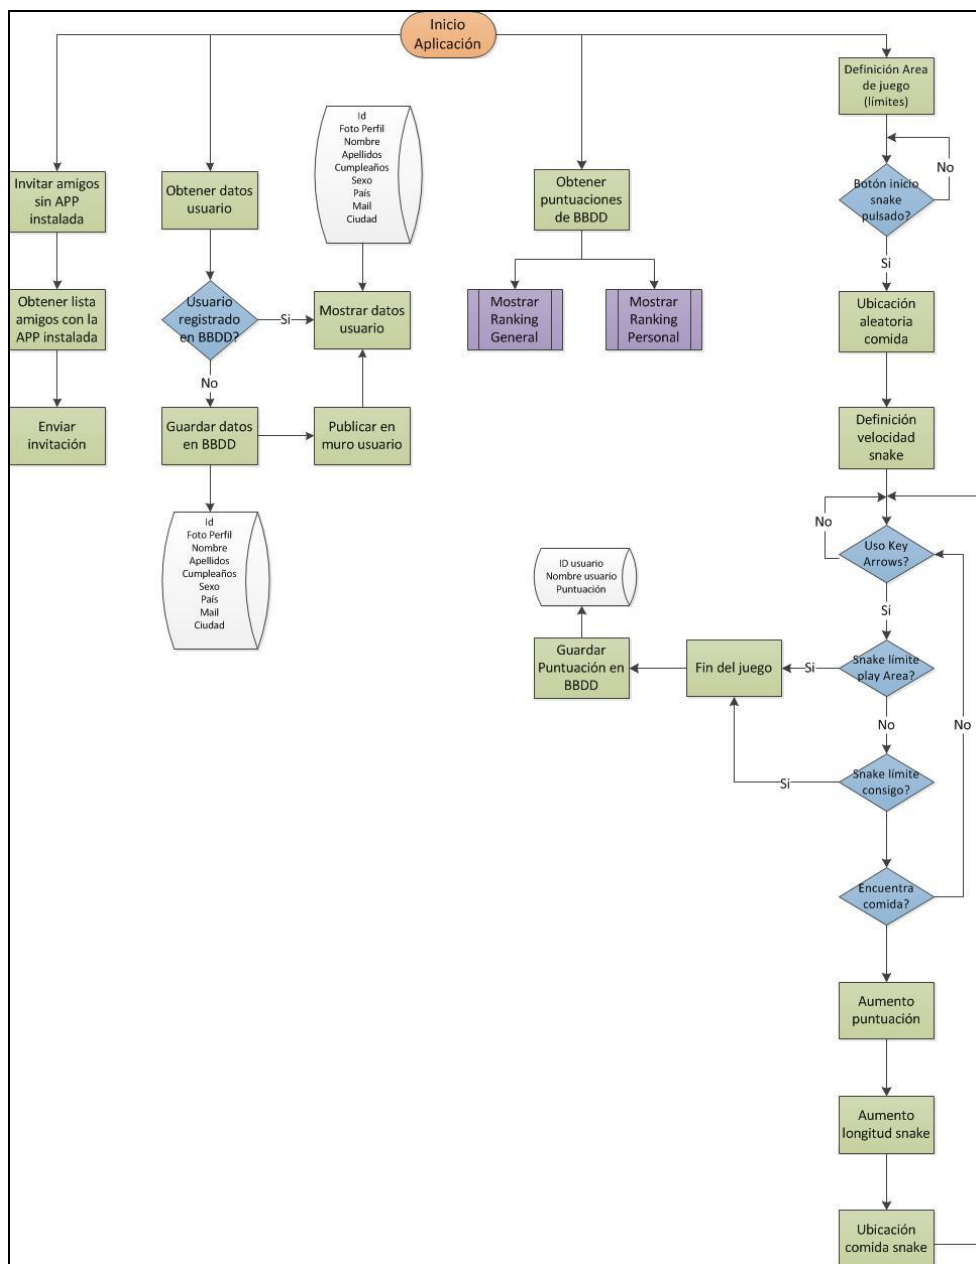 Inicio
Aplicación
Invitar amigos
sin APP
instalada
Obtener lista
amigos con la
APP instalada
Enviar
invitación
Obtener datos
usuario
Usuario
registrado
en BBDD?
Si
No
Guardar datos
en BBDD
Id
Foto Perfil
Nombre
Apellidos
Cumpleaños
Sexo
País
Mail
Ciudad
Publicar en
muro usuario
Mostrar datos
usuario
Id
Foto Perfil
Nombre
Apellidos
Cumpleaños
Sexo
País
Mail
Ciudad
Obtener
puntuaciones
de BBDD
Mostrar
Ranking
General
Mostrar
Ranking
Personal
Definición Area
de juego
(límites)
Botón inicio
snake
pulsado?
No
Si
Ubicación
aleatoria
comida
Definición
velocidad
snake
Uso Key
Arrows?
No
Si
Snake límite
play Area?
Si
Fin del juego
Guardar
Puntuación en
BBDD
ID usuario
Nombre usuario
Puntuación
No
Snake límite
consigo?
Si
Encuentra
comida?
No
Aumento
puntuación
Aumento
longitud snake
Ubicación
comida snake